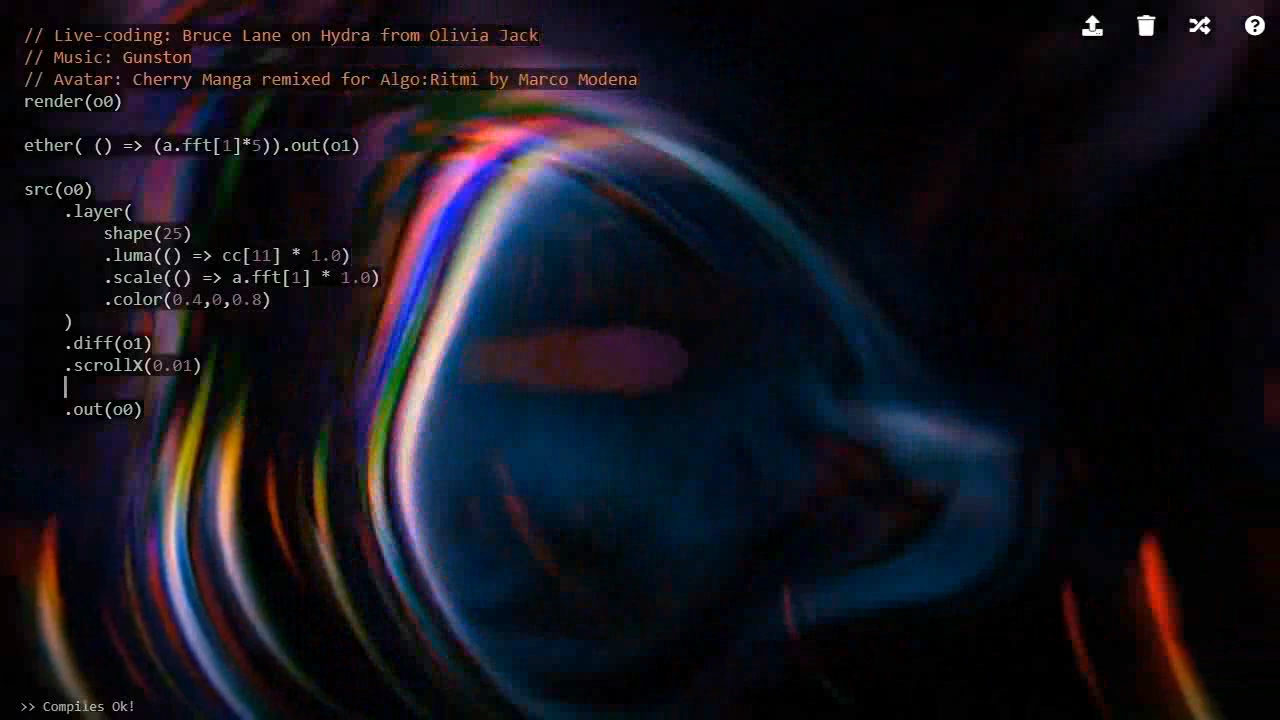 // Live-coding: Bruce Lane on Hydra from Olivia Jack
// Music: Gunston
// Avatar: Cherry Manga remixed for Algo:Ritmi by Marco Modena
render(o0)
ether( () => (a.fft[1]*5)).out(o1)
src(o0)
.layer(
shape(25)
.luma(() => cc[11] * 1.0)
.scale(() => a.fft[1] * 1.0)
.color(0.4,0,0.8)
)
.diff(o1)
.scrollX(0.01)
.out(o0)
>> Compiles Ok!